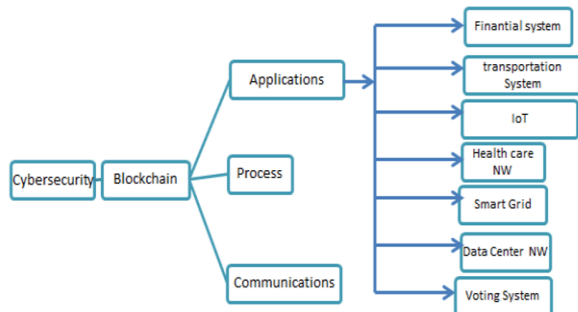 Finantial system
Applications
transportation
System
IoT
Health care
NW
Cybersecurity
Blockchain
Process
Smart Grid
Data Center NW
Communications
Voting System